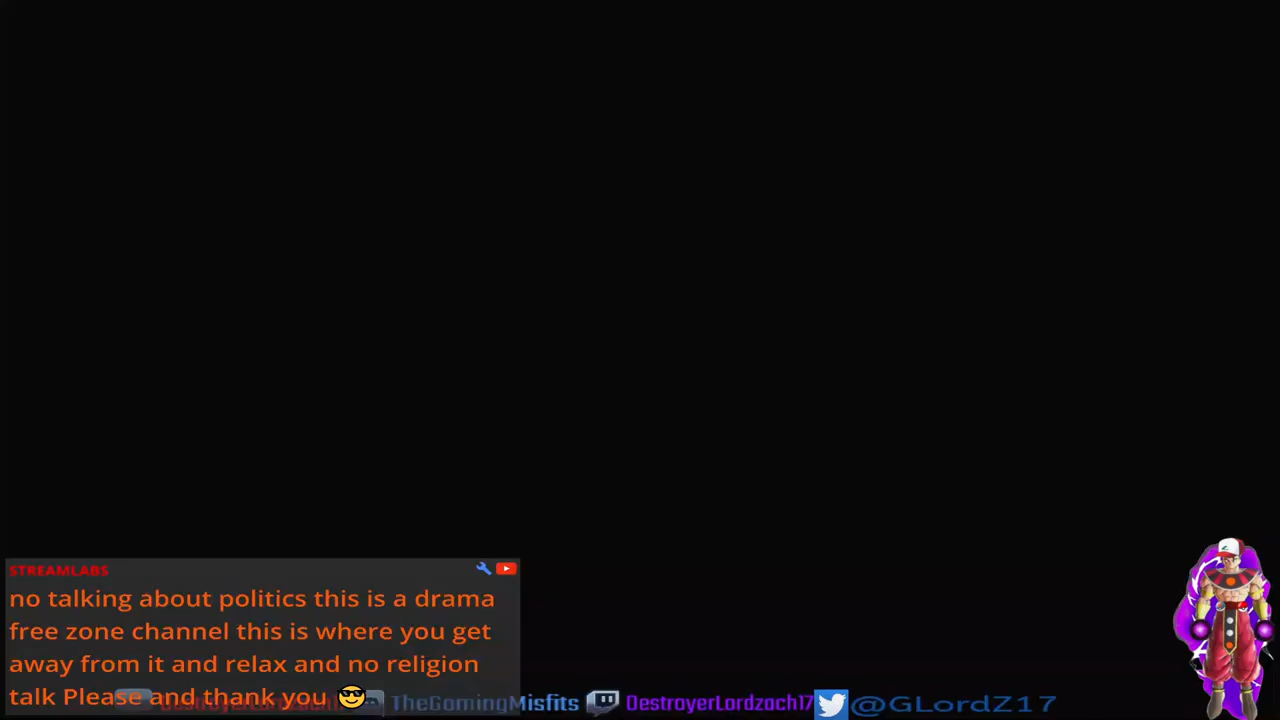 STREAMLABS
no talking about politics this is a drama
free zone channel this is where you get
away from it and relax and no religion
talk Please and thank you 😎
TheGamingMisfits DestroyerLordzach17 @GLordZ17